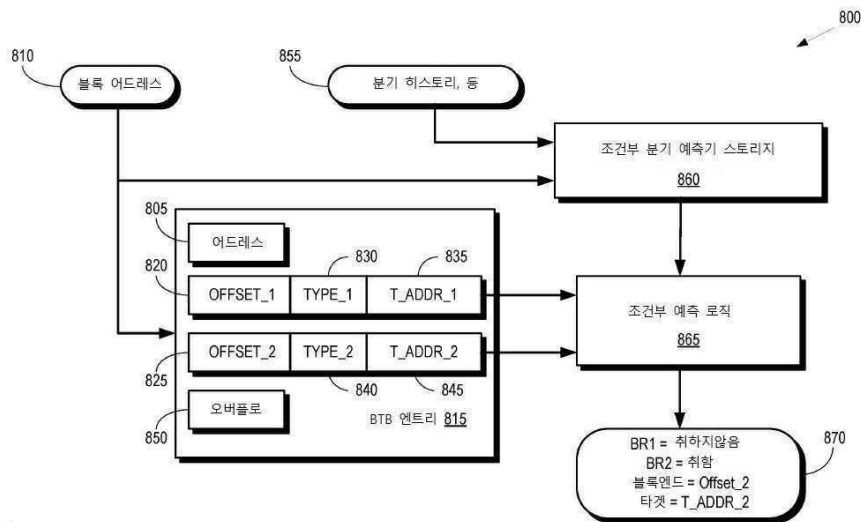 800
810
855
블록 어드레스
분기 히스토리, 등
조건부 분기 예측기 스토리지
860
805
어드레스
820
830
835
OFFSET_1 TYPE_1 T_ADDR_1
조건부 예측 로직
865
OFFSET_2 TYPE_2 T_ADDR_2
825
840
845
오버플로
850
BTB 엔트리 815
870
BR1 = 취하지않음
BR2 = 취함
블록엔드 = Offset_2
타겟 = T_ADDR_2